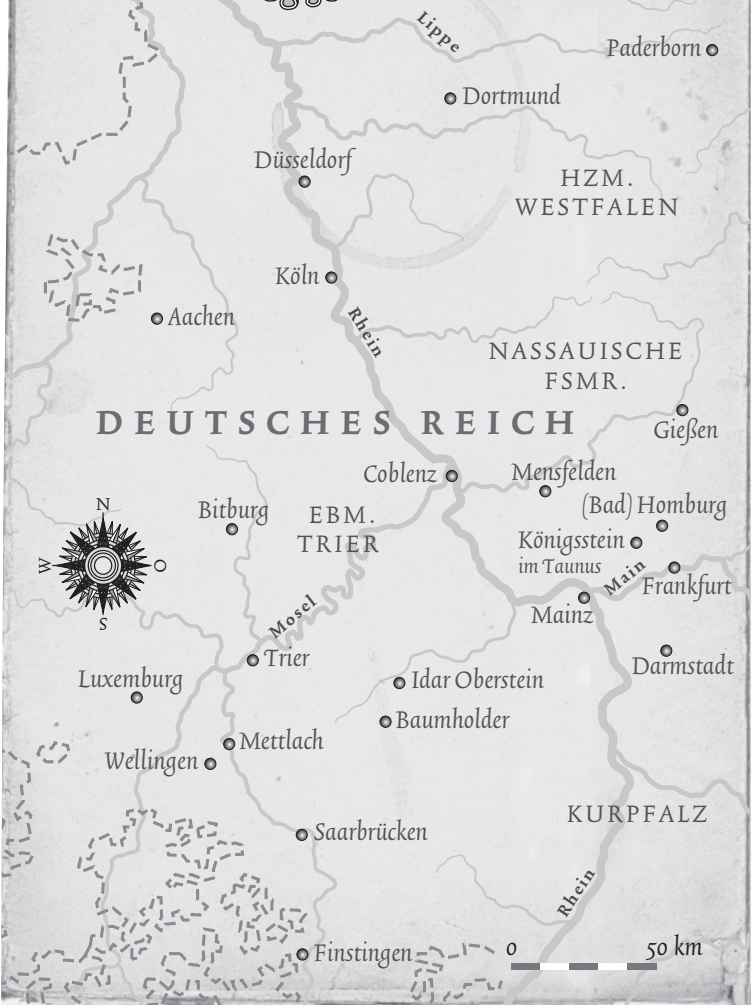 Lippe
Paderborn
Dortmund
Düsseldorf
HZM.
WESTFALEN
Köln
Aachen
Rhein
NASSAUISCHE
FSMR.
DEUTSCHES REICH
Gießen
Coblenz
Mensfelden
(Bad) Homburg
Bitburg
EBM.
TRIER
Königsstein
im Taunus
N
W
O
S
Main
Frankfurt
Mainz
Mosel
Trier
Darmstadt
Luxemburg
Idar Oberstein
Baumholder
Mettlach
Wellingen
KURPFALZ
Saarbrücken
Rhein
Finstingen
0 50 km